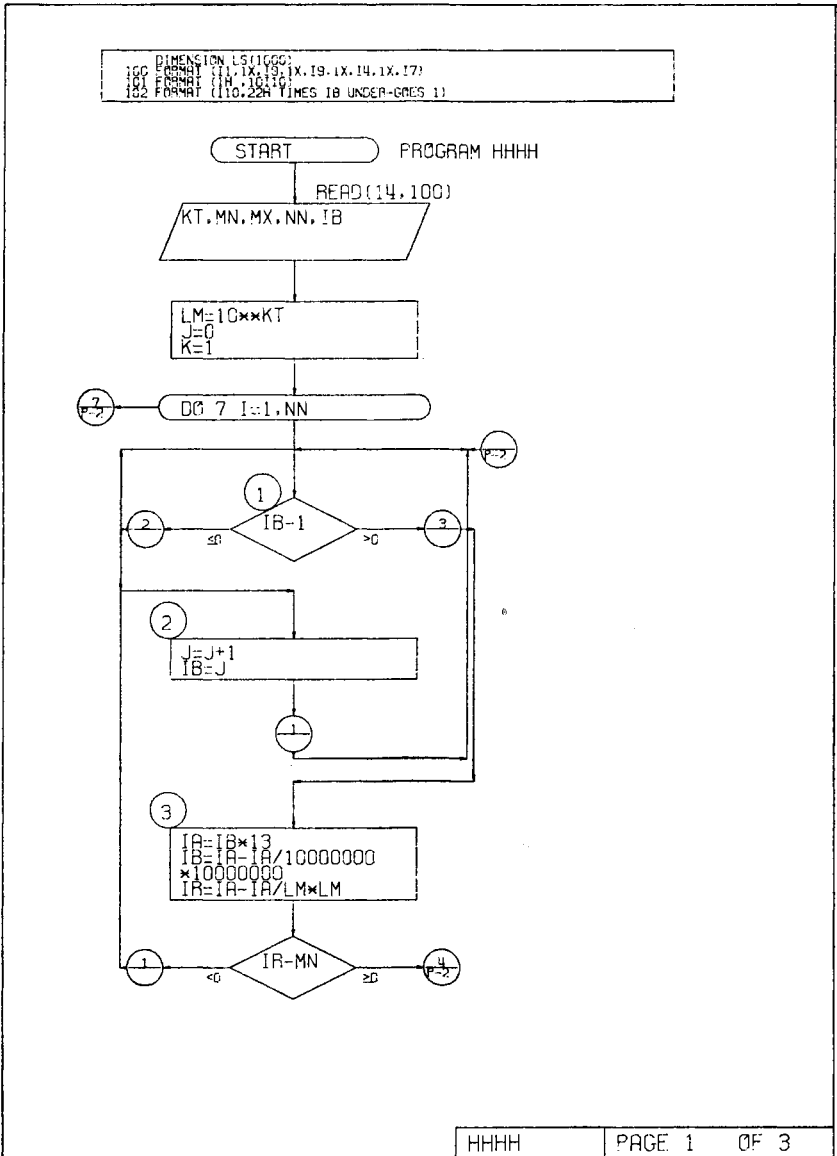 DIMENSION LS(1000)
100 FORMAT (I1,1X,I9,1X,I9,1X,I4,1X,I7)
101 FORMAT (1H ,10I10)
102 FORMAT (I10,22H TIMES IB UNDER-GOES 1)
START
PROGRAM HHHH
READ(14,100)
KT,MN,MX,NN,IB
LM=10**KT
J=0
K=1
7
P-2
DO 7 I=1,NN
P-2
1
IB-1
2
≤0
>0
3
2
J=J+1
IB=J
1
3
IA=IB*13
IB=IA-IA/10000000
*10000000
IR=IA-IA/LM*LM
IR-MN
1
<0
≥0
4
P-2
HHHH
PAGE 1 OF 3